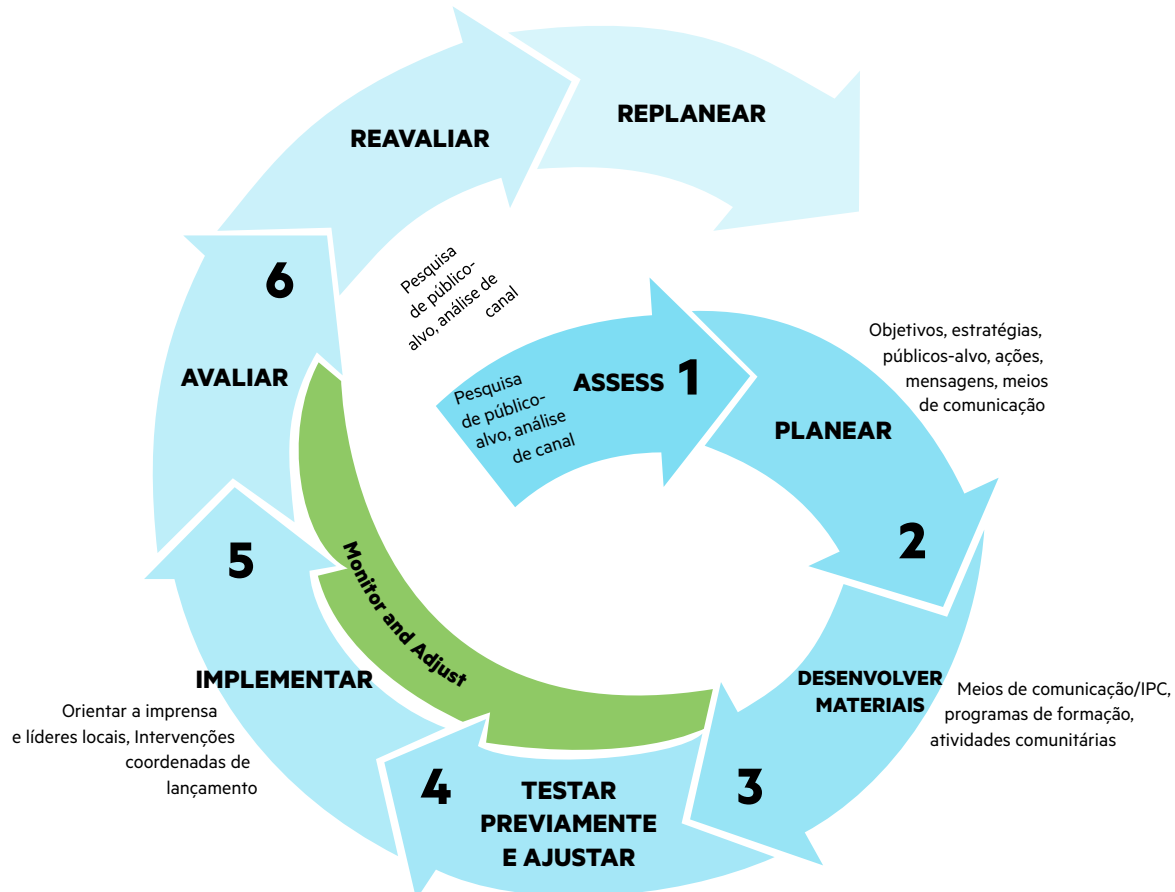 REPLANEAR
REAVALIAR
Pesquisa
de público-
alvo, análise de
canal
6
AVALIAR
Pesquisa
de público-
alvo, análise
de canal
ASSESS 1
Objetivos, estratégias,
públicos-alvo, ações,
mensagens, meios
de comunicação
PLANEAR
2
DESENVOLVER
MATERIAIS
Meios de comunicação/IPC,
programas de formação,
atividades comunitárias
3
4
TESTAR
PREVIAMENTE
E AJUSTAR
5
IMPLEMENTAR
Orientar a imprensa
e líderes locais, Intervenções
coordenadas de
lançamento
Monitor and Adjust